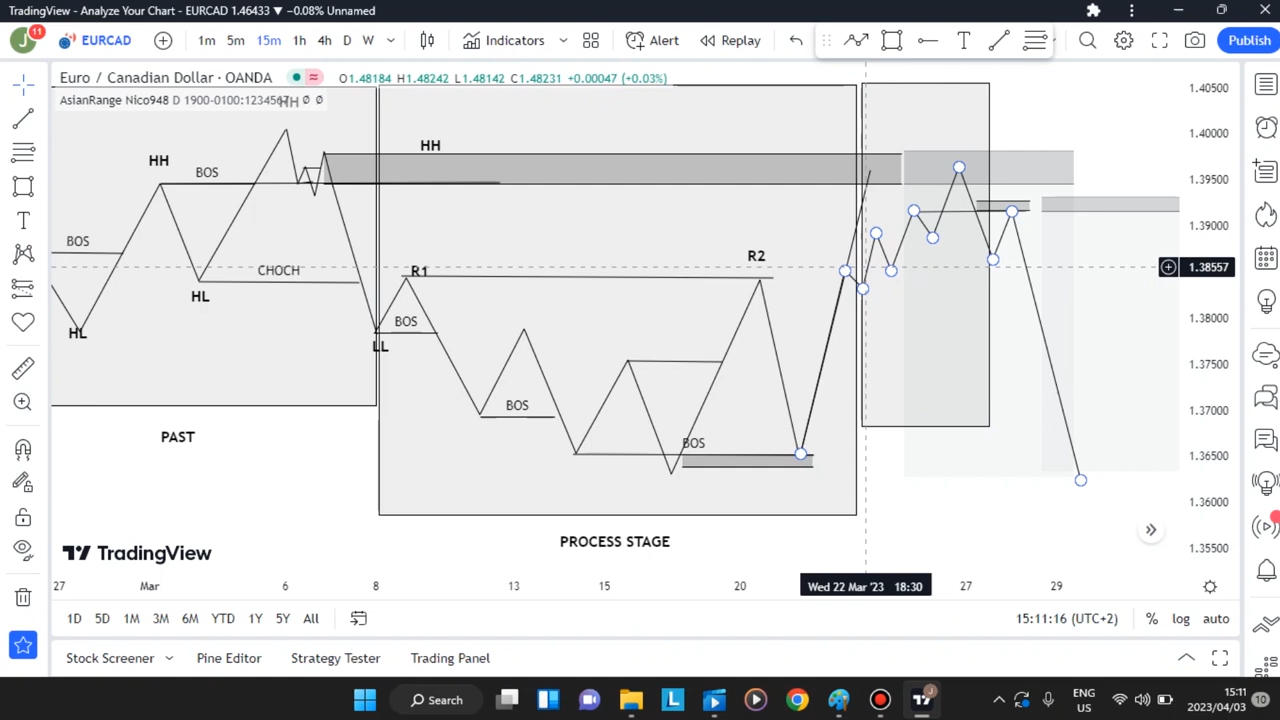 TradingView - Analyze Your Chart - EURCAD 1.46433 ▼ −0.08% Unnamed
J 11 EURCAD 1m 5m 15m 1h 4h D W Indicators Alert Replay Publish
Euro / Canadian Dollar · OANDA O1.48184 H1.48242 L1.48142 C1.48231 +0.00047 (+0.03%)
AsianRange Nico948 D 1900-0100:1234567 Ø Ø
HH
1.40500
1.40000
1.39500
1.39000
1.38557
1.38000
1.37500
1.37000
1.36500
1.36000
1.35500
HH
BOS
HH
BOS
CHOCH
HL
HL
R1
R2
BOS
LL
BOS
BOS
PAST
PROCESS STAGE
TradingView
27 Mar 6 8 13 15 20 Wed 22 Mar '23 18:30 27 29
1D 5D 1M 3M 6M YTD 1Y 5Y All 15:11:16 (UTC+2) % log auto
Stock Screener Pine Editor Strategy Tester Trading Panel
Search
ENG
US
15:11
2023/04/03
10